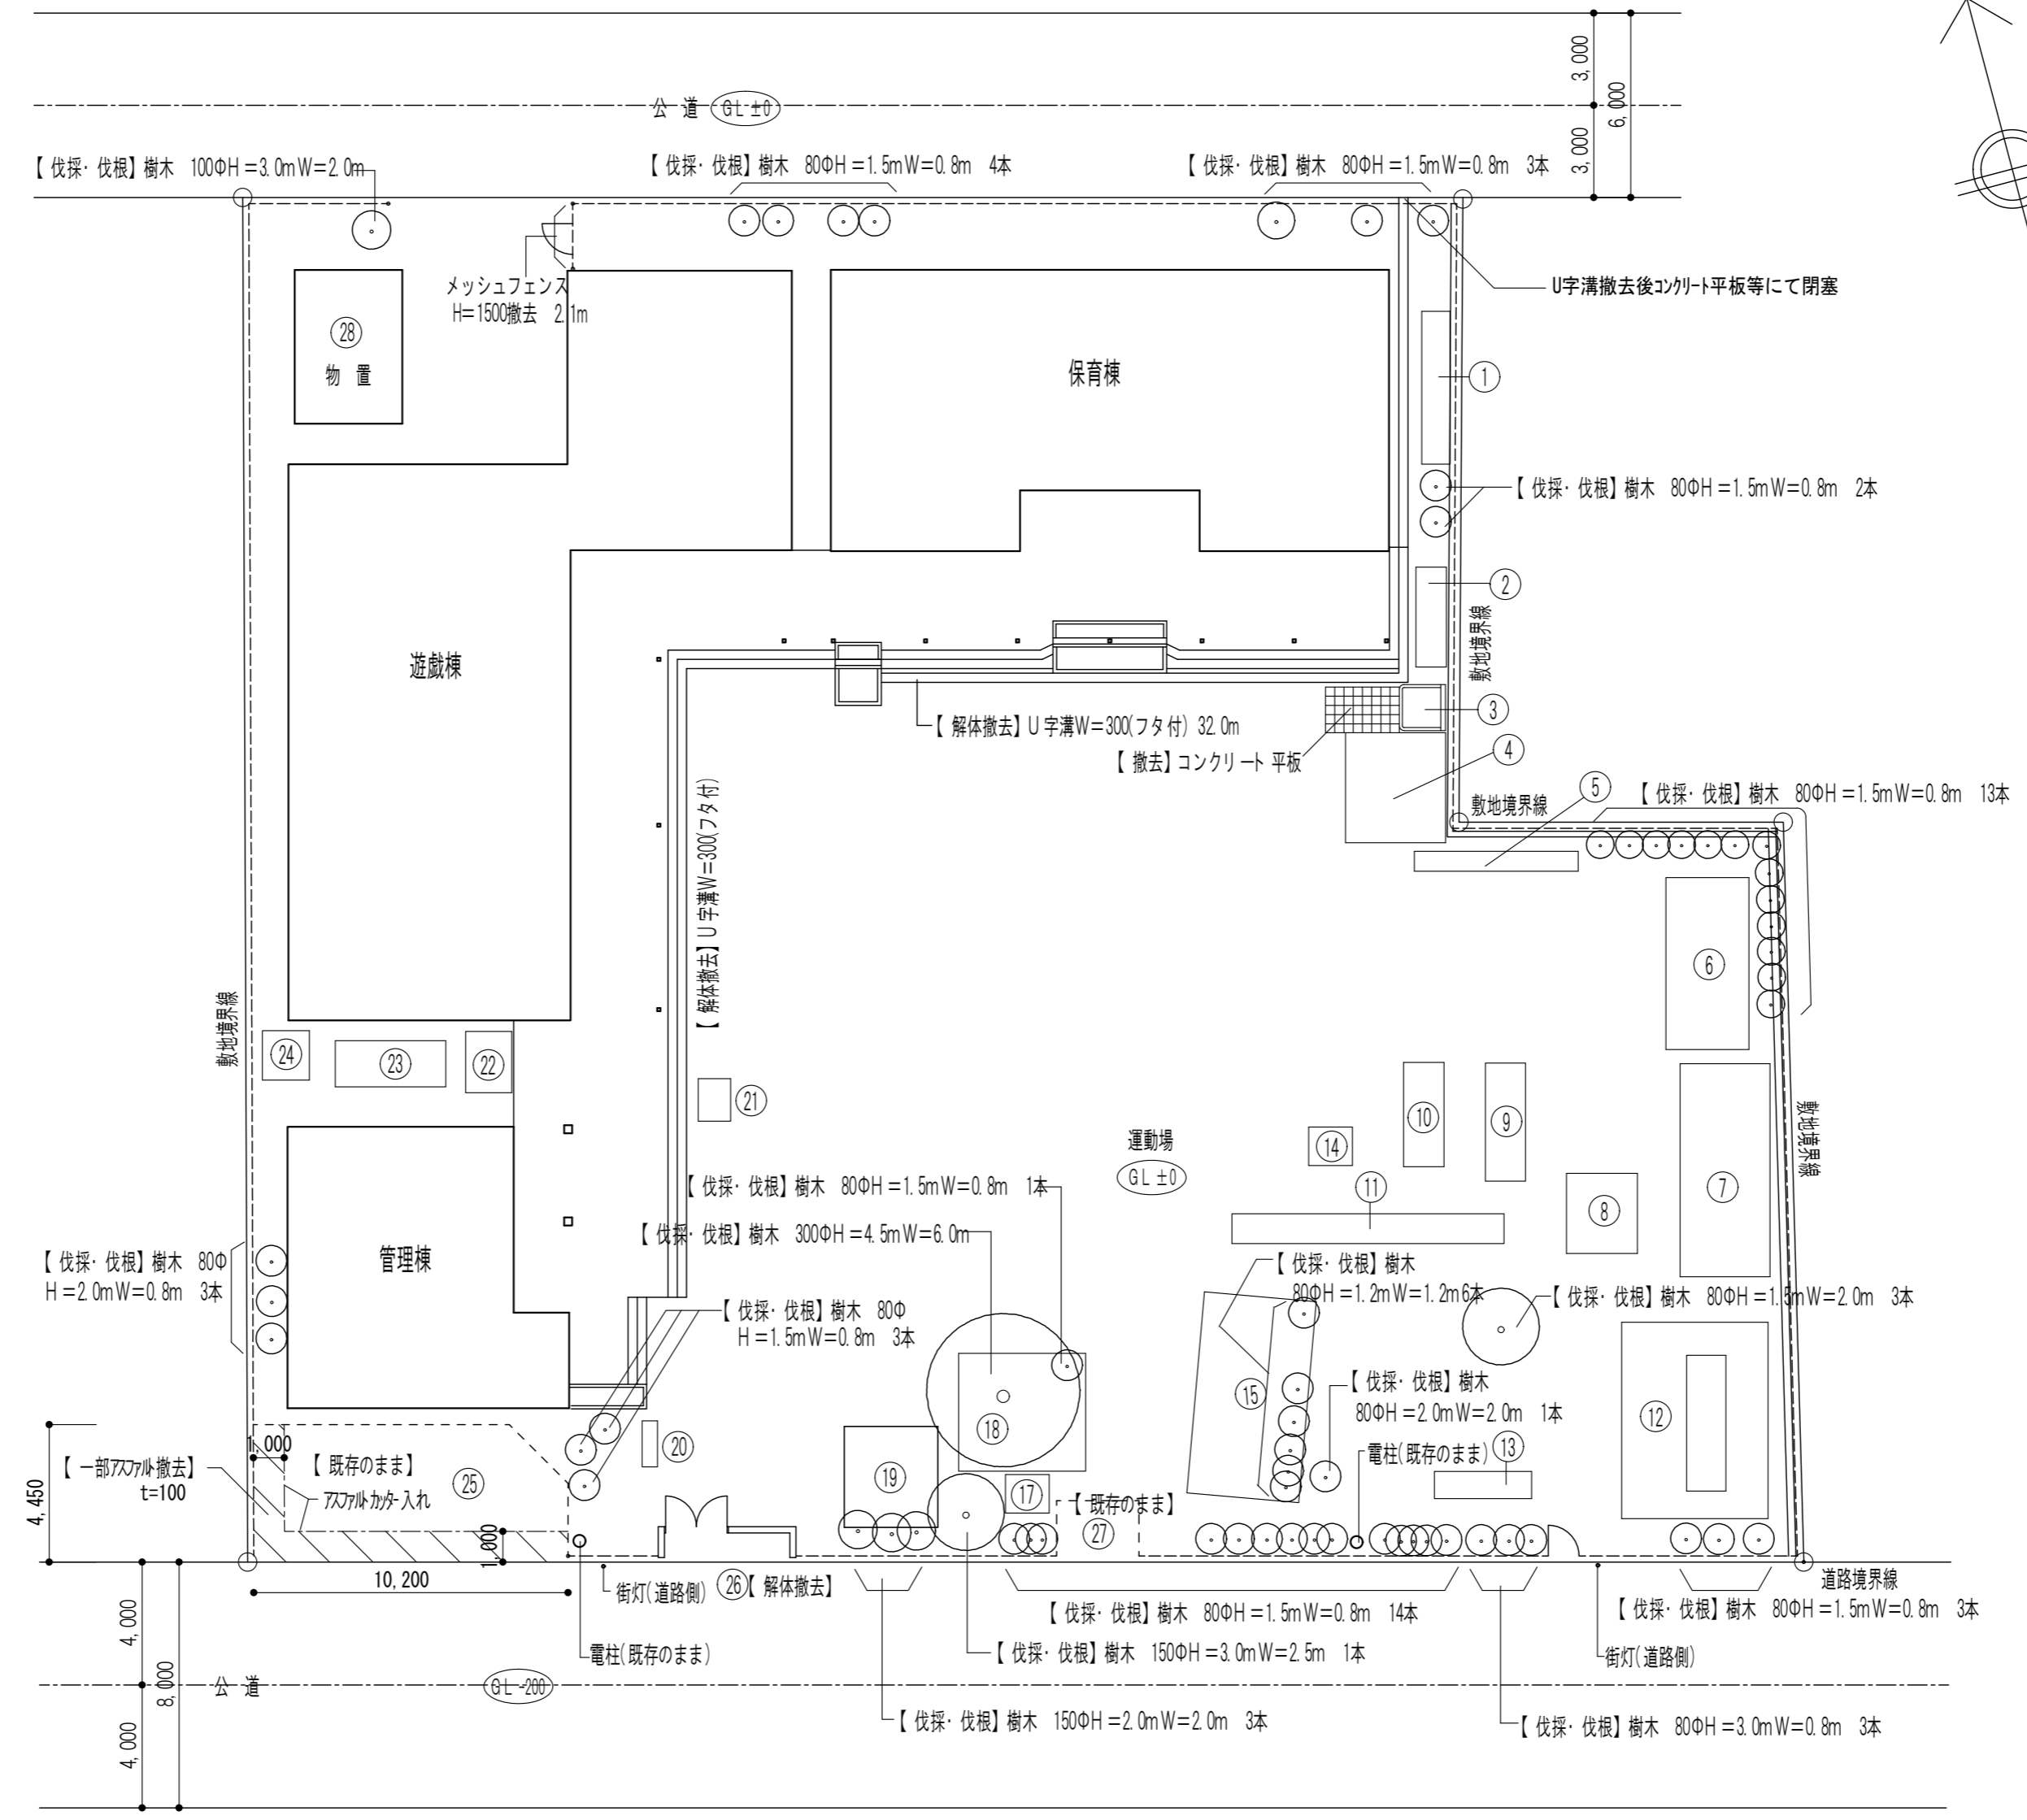 3,000
6,000
3,000
公 道 GL±0
【伐採・伐根】樹木 100ΦH=3.0mW=2.0m
【伐採・伐根】樹木 80ΦH=1.5mW=0.8m 4本
【伐採・伐根】樹木 80ΦH=1.5mW=0.8m 3本
メッシュフェンス
H=1500撤去 2.1m
U字溝撤去後コンクリート平板等にて閉塞
㉘
物 置
保育棟
①
【伐採・伐根】樹木 80ΦH=1.5mW=0.8m 2本
②
敷地境界線
遊戯棟
③
【解体撤去】U字溝W=300(フタ付) 32.0m
④
【撤去】コンクリート平板
⑤
【伐採・伐根】樹木 80ΦH=1.5mW=0.8m 13本
敷地境界線
【解体撤去】U字溝W=300(フタ付)
⑥
敷地境界線
㉔
㉓
㉒
㉑
運動場
GL±0
⑭
⑩
⑨
敷地境界線
⑪
⑧
⑦
【伐採・伐根】樹木 80ΦH=1.5mW=0.8m 1本
【伐採・伐根】樹木 300ΦH=4.5mW=6.0m
管理棟
【伐採・伐根】樹木 80Φ
H=2.0mW=0.8m 3本
【伐採・伐根】樹木
80ΦH=1.2mW=1.2m6本
【伐採・伐根】樹木 80ΦH=1.5mW=2.0m 3本
【伐採・伐根】樹木 80Φ
H=1.5mW=0.8m 3本
⑮
【伐採・伐根】樹木
80ΦH=2.0mW=2.0m 1本
⑫
⑱
電柱(既存のまま)
⑬
⑳
⑲
⑰
【既存のまま】
㉗
1,000
【一部アスファルト撤去】
t=100
【既存のまま】
㉕
アスファルトカッター入れ
4,450
1,000
10,200
街灯(道路側)
㉖【解体撤去】
道路境界線
【伐採・伐根】樹木 80ΦH=1.5mW=0.8m 14本
【伐採・伐根】樹木 80ΦH=1.5mW=0.8m 3本
電柱(既存のまま)
【伐採・伐根】樹木 150ΦH=3.0mW=2.5m 1本
街灯(道路側)
4,000
8,000
4,000
公 道
GL-200
【伐採・伐根】樹木 150ΦH=2.0mW=2.0m 3本
【伐採・伐根】樹木 80ΦH=3.0mW=0.8m 3本